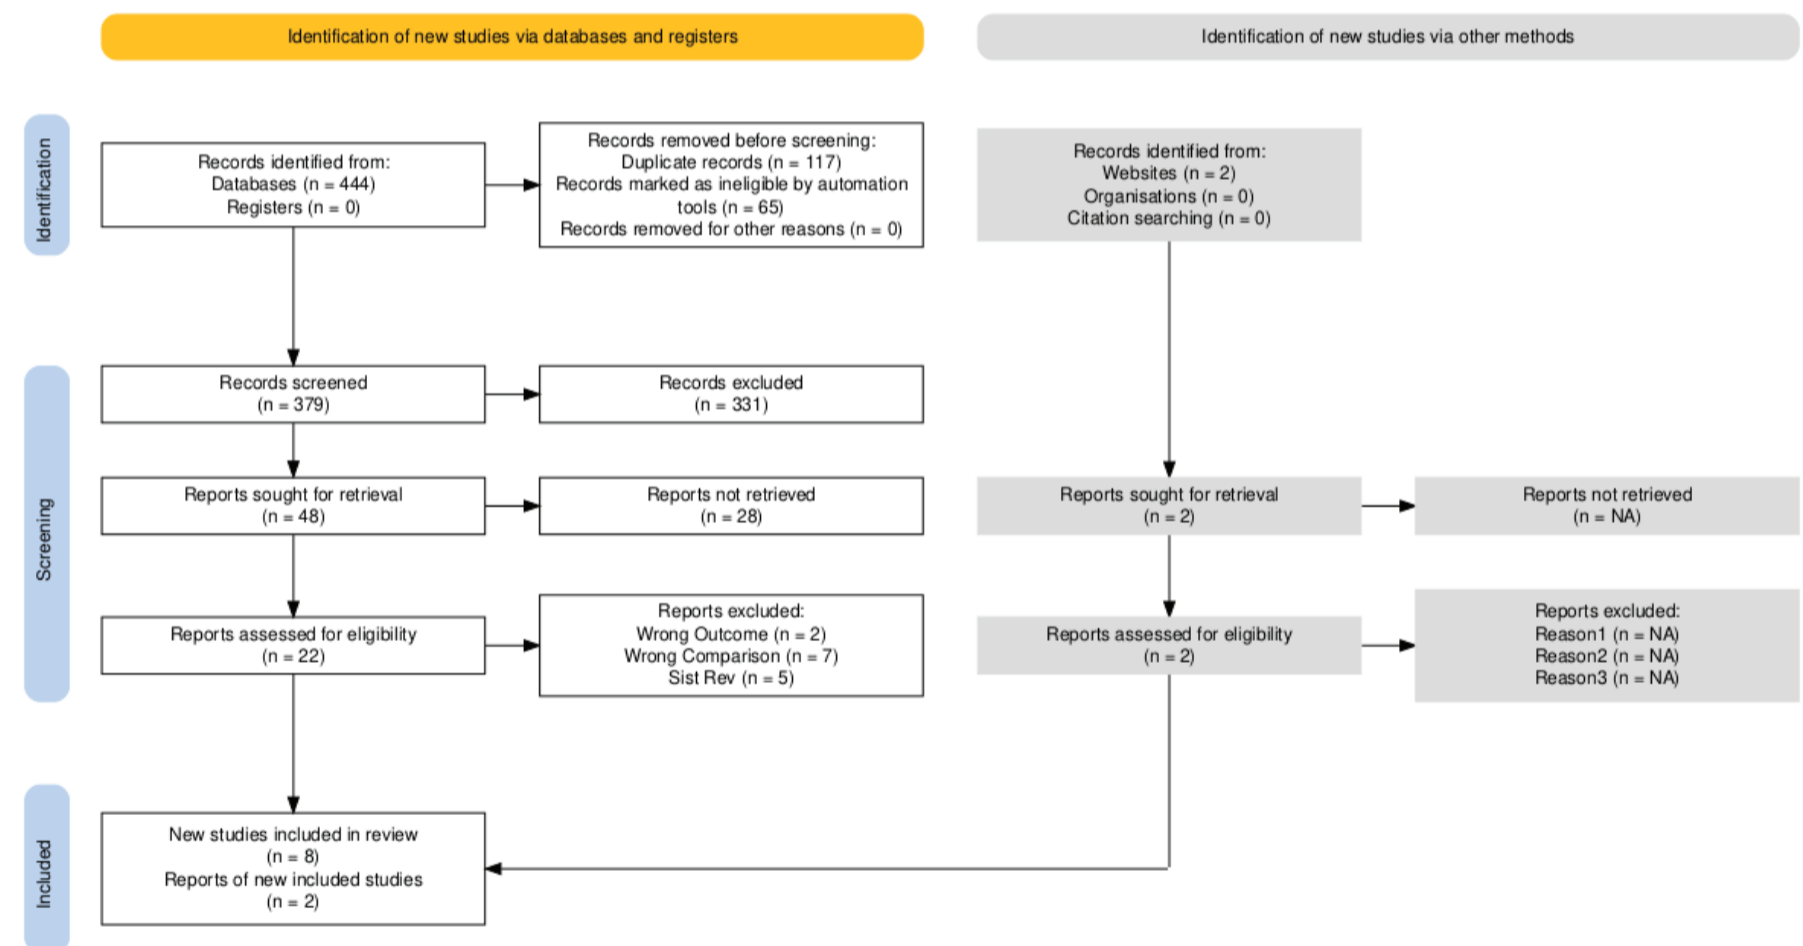 Identification of new studies via databases and registers
Identification of new studies via other methods
Identification
Records identified from:
Databases (n = 444)
Registers (n = 0)
Records removed before screening:
Duplicate records (n = 117)
Records marked as ineligible by automation
tools (n = 65)
Records removed for other reasons (n = 0)
Records identified from:
Websites (n = 2)
Organisations (n = 0)
Citation searching (n = 0)
Screening
Records screened
(n = 379)
Records excluded
(n = 331)
Reports sought for retrieval
(n = 48)
Reports not retrieved
(n = 28)
Reports sought for retrieval
(n = 2)
Reports not retrieved
(n = NA)
Reports assessed for eligibility
(n = 22)
Reports excluded:
Wrong Outcome (n = 2)
Wrong Comparison (n = 7)
Sist Rev (n = 5)
Reports assessed for eligibility
(n = 2)
Reports excluded:
Reason1 (n = NA)
Reason2 (n = NA)
Reason3 (n = NA)
Included
New studies included in review
(n = 8)
Reports of new included studies
(n = 2)